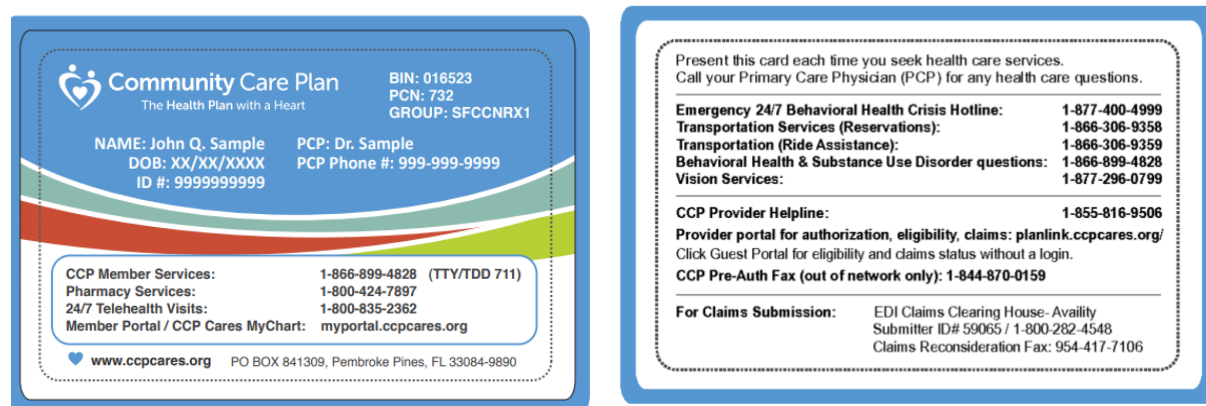 Community Care Plan
The Health Plan with a Heart
BIN: 016523
PCN: 732
GROUP: SFCCNRX1
NAME: John Q. Sample
DOB: XX/XX/XXXX
ID #: 9999999999
PCP: Dr. Sample
PCP Phone #: 999-999-9999
CCP Member Services: 1-866-899-4828 (TTY/TDD 711)
Pharmacy Services: 1-800-424-7897
24/7 Telehealth Visits: 1-800-835-2362
Member Portal / CCP Cares MyChart: myportal.ccpcares.org
www.ccpcares.org PO BOX 841309, Pembroke Pines, FL 33084-9890
Present this card each time you seek health care services.
Call your Primary Care Physician (PCP) for any health care questions.
Emergency 24/7 Behavioral Health Crisis Hotline: 1-877-400-4999
Transportation Services (Reservations): 1-866-306-9358
Transportation (Ride Assistance): 1-866-306-9359
Behavioral Health & Substance Use Disorder questions: 1-866-899-4828
Vision Services: 1-877-296-0799
CCP Provider Helpline: 1-855-816-9506
Provider portal for authorization, eligibility, claims: planlink.ccpcares.org/
Click Guest Portal for eligibility and claims status without a login.
CCP Pre-Auth Fax (out of network only): 1-844-870-0159
For Claims Submission: EDI Claims Clearing House- Availity
Submitter ID# 59065 / 1-800-282-4548
Claims Reconsideration Fax: 954-417-7106